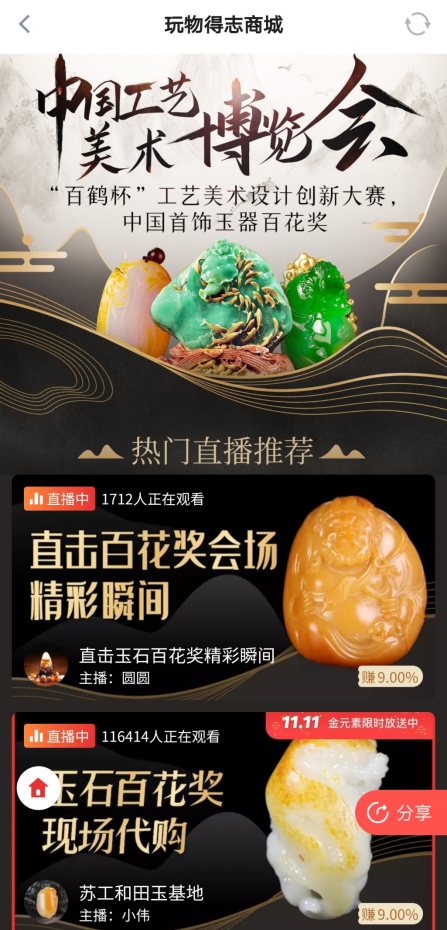 玩物得志商城
中国工艺
美术博览会
“百鹤杯”工艺美术设计创新大赛，
中国首饰玉器百花奖
热门直播推荐
直播中 1712人正在观看
直击百花奖会场
精彩瞬间
直击玉石百花奖精彩瞬间
主播：圆圆
赚9.00%
11.11 金元素限时放送中
直播中 116414人正在观看
玉石百花奖
现场代购
分享
苏工和田玉基地
主播：小伟
赚9.00%